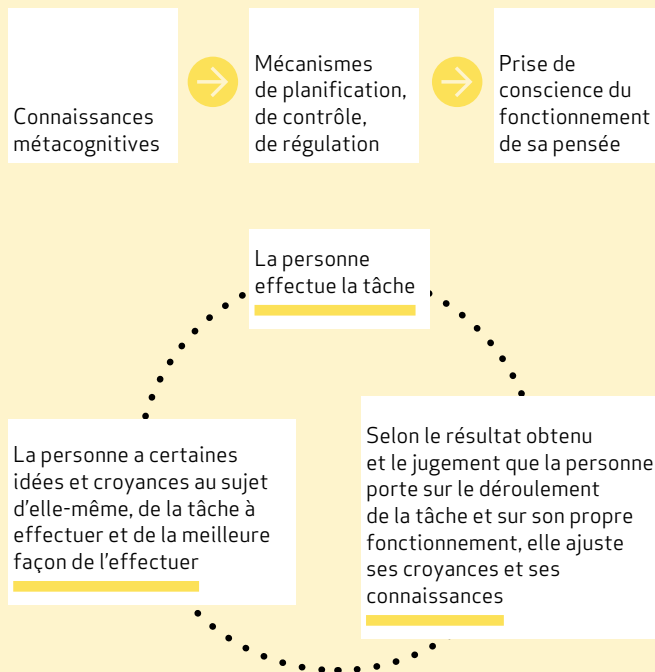 Connaissances
métacognitives
Mécanismes
de planification,
de contrôle,
de régulation
Prise de
conscience du
fonctionnement
de sa pensée
La personne
effectue la tâche
La personne a certaines
idées et croyances au sujet
d'elle-même, de la tâche à
effectuer et de la meilleure
façon de l'effectuer
Selon le résultat obtenu
et le jugement que la personne
porte sur le déroulement
de la tâche et sur son propre
fonctionnement, elle ajuste
ses croyances et ses
connaissances